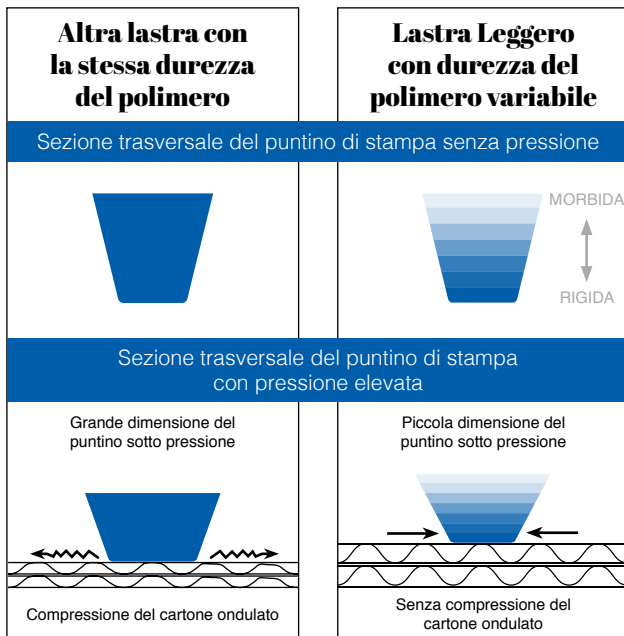 Altra lastra con
la stessa durezza
del polimero
Lastra Leggero
con durezza del
polimero variabile
Sezione trasversale del puntino di stampa senza pressione
MORBIDA
RIGIDA
Sezione trasversale del puntino di stampa
con pressione elevata
Grande dimensione del
puntino sotto pressione
Piccola dimensione del
puntino sotto pressione
Compressione del cartone ondulato
Senza compressione del
cartone ondulato